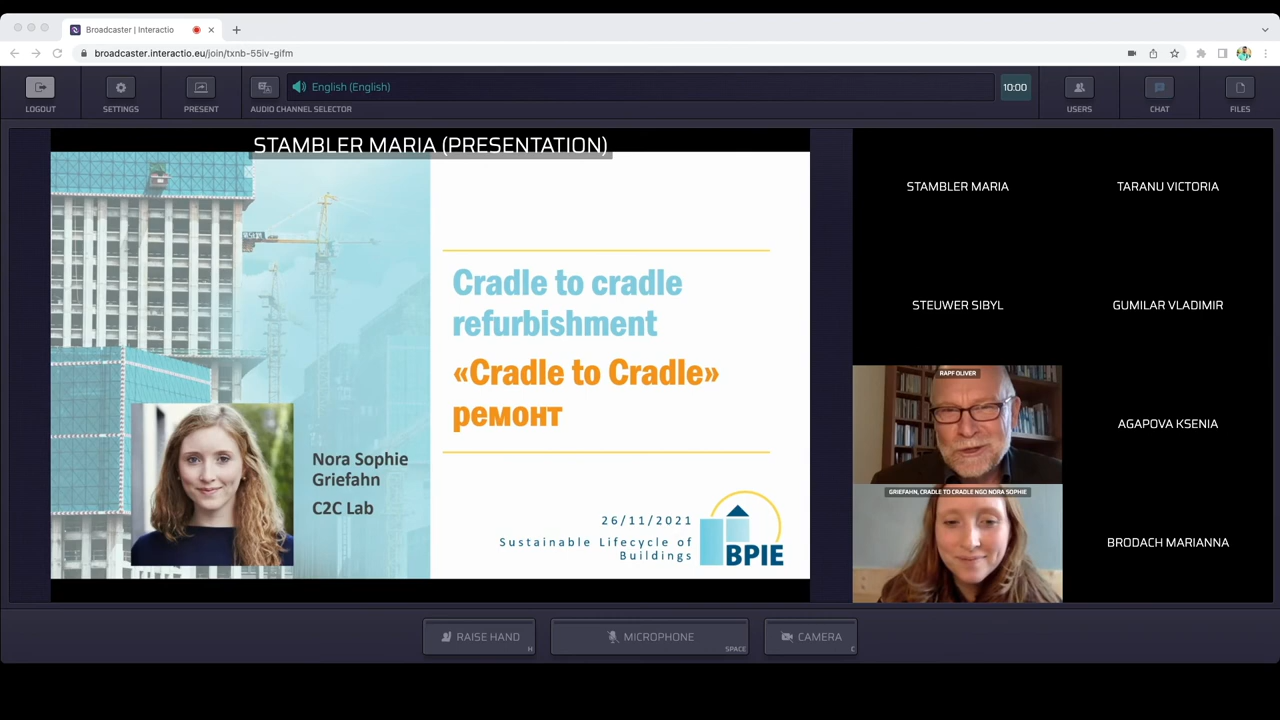 Broadcaster | Interactio
broadcaster.interactio.eu/join/txnb-55iv-gifm
LOGOUT
SETTINGS
PRESENT
AUDIO CHANNEL SELECTOR
English (English)
10:00
USERS
CHAT
FILES
STAMBLER MARIA (PRESENTATION)
Cradle to cradle
refurbishment
«Cradle to Cradle»
ремонт
Nora Sophie
Griefahn
C2C Lab
26/11/2021
Sustainable Lifecycle of
Buildings
BPIE
STAMBLER MARIA
TARANU VICTORIA
STEUWER SIBYL
GUMILAR VLADIMIR
RAPF OLIVER
AGAPOVA KSENIA
GRIEFAHN, CRADLE TO CRADLE NGO NORA SOPHIE
BRODACH MARIANNA
RAISE HAND
H
MICROPHONE
SPACE
CAMERA
C